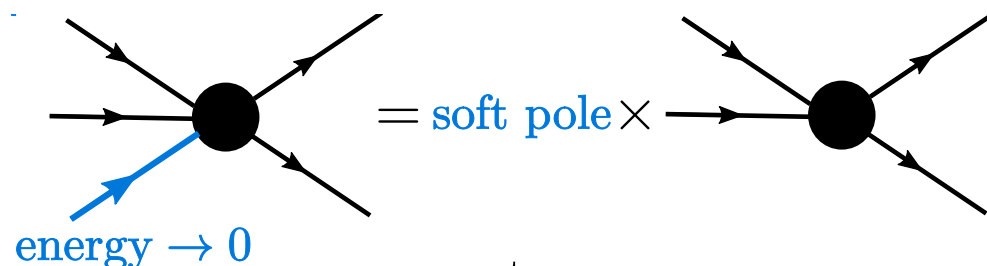 = soft pole ×
energy → 0